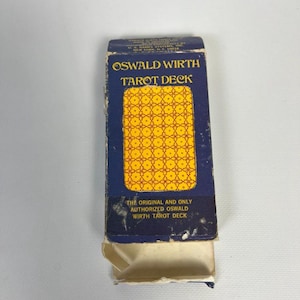 OSWALD WIRTH
TAROT DECK
THE ORIGINAL AND ONLY
AUTHORIZED OSWALD
WIRTH TAROT DECK